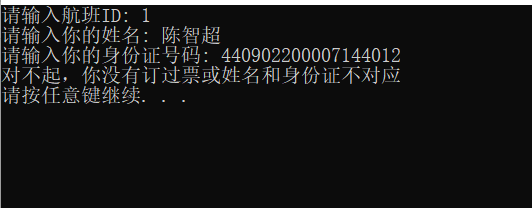 请输入航班ID: 1
请输入你的姓名: 陈智超
请输入你的身份证号码: 440902200007144012
对不起，你没有订过票或姓名和身份证不对应
请按任意键继续. . .